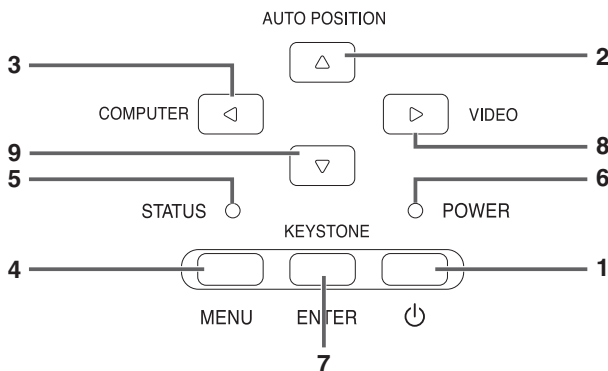 AUTO POSITION
3
2
COMPUTER
VIDEO
9
8
5
6
STATUS
POWER
KEYSTONE
4
1
MENU
ENTER
7